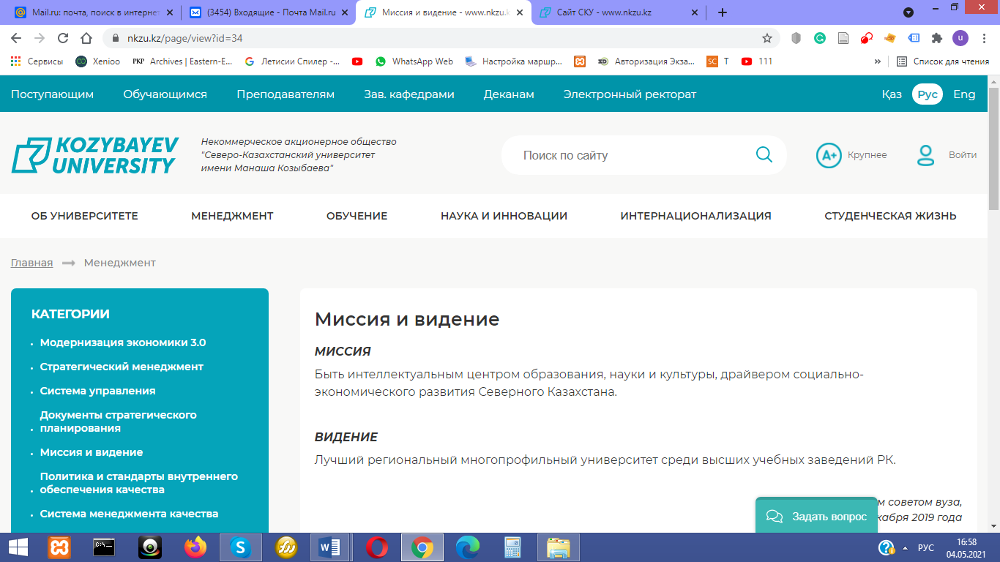 Mail.ru: почта, поиск в интернет
(3454) Входящие - Почта Mail.ru
Миссия и видение - www.nkzu.k
Сайт СКУ - www.nkzu.kz
nkzu.kz/page/view?id=34
u
Сервисы
Xenioo
PKP Archives | Eastern-E...
Летисии Спилер -...
WhatsApp Web
Настройка маршр...
Авторизация Экза...
SC T
111
»
Список для чтения
Поступающим
Обучающимся
Преподавателям
Зав. кафедрами
Деканам
Электронный ректорат
Қаз
Рус
Eng
KOZYBAYEV
UNIVERSITY
Некоммерческое акционерное общество
"Северо-Казахстанский университет
имени Манаша Козыбаева"
Поиск по сайту
A+ Крупнее
Войти
ОБ УНИВЕРСИТЕТЕ
МЕНЕДЖМЕНТ
ОБУЧЕНИЕ
НАУКА И ИННОВАЦИИ
ИНТЕРНАЦИОНАЛИЗАЦИЯ
СТУДЕНЧЕСКАЯ ЖИЗНЬ
Главная
Менеджмент
КАТЕГОРИИ
Модернизация экономики 3.0
Стратегический менеджмент
Система управления
Документы стратегического
планирования
Миссия и видение
Политика и стандарты внутреннего
обеспечения качества
Система менеджмента качества
Миссия и видение
МИССИЯ
Быть интеллектуальным центром образования, науки и культуры, драйвером социально-
экономического развития Северного Казахстана.
ВИДЕНИЕ
Лучший региональный многопрофильный университет среди высших учебных заведений РК.
м советом вуза,
кабря 2019 года
Задать вопрос
РУС
16:58
04.05.2021